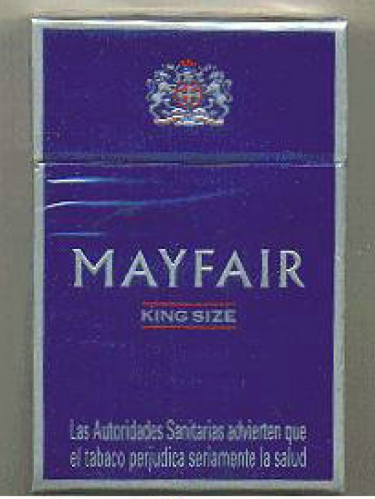 MAYFAIR
KING SIZE
Las Autoridades Sanitarias advierten que
el tabaco perjudica seriamente la salud